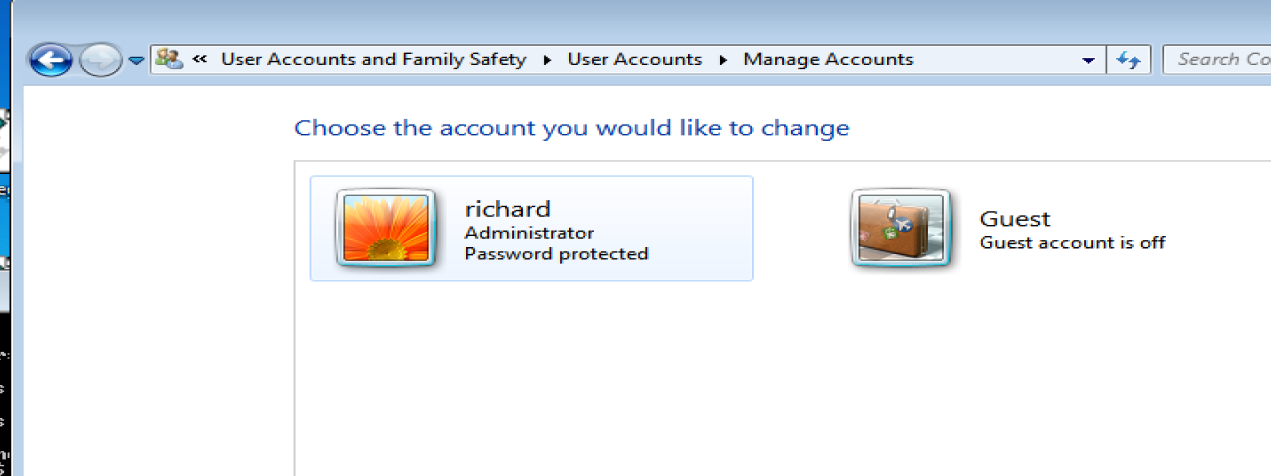 « User Accounts and Family Safety ▸ User Accounts ▸ Manage Accounts
Search Co
Choose the account you would like to change
richard
Administrator
Password protected
Guest
Guest account is off